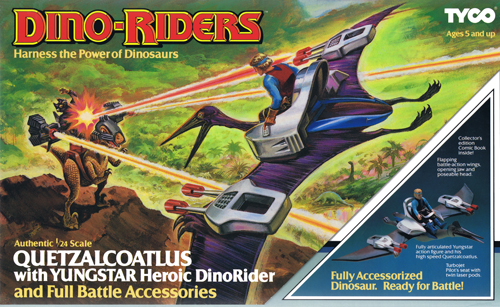 DINO-RIDERS
Harness the Power of Dinosaurs
TYCO
Ages 5 and up
Collector's
edition
Comic Book
inside!
Flapping
battle action wings,
opening jaw and
poseable head
Authentic 1/24 Scale
QUETZALCOATLUS
with YUNGSTAR Heroic DinoRider
and Full Battle Accessories
Fully articulated Yungstar
action figure and his
high speed Quetzalcoatlus.
Turbojet
Pilot's seat with
twin laser pods
Fully Accessorized
Dinosaur. Ready for Battle!